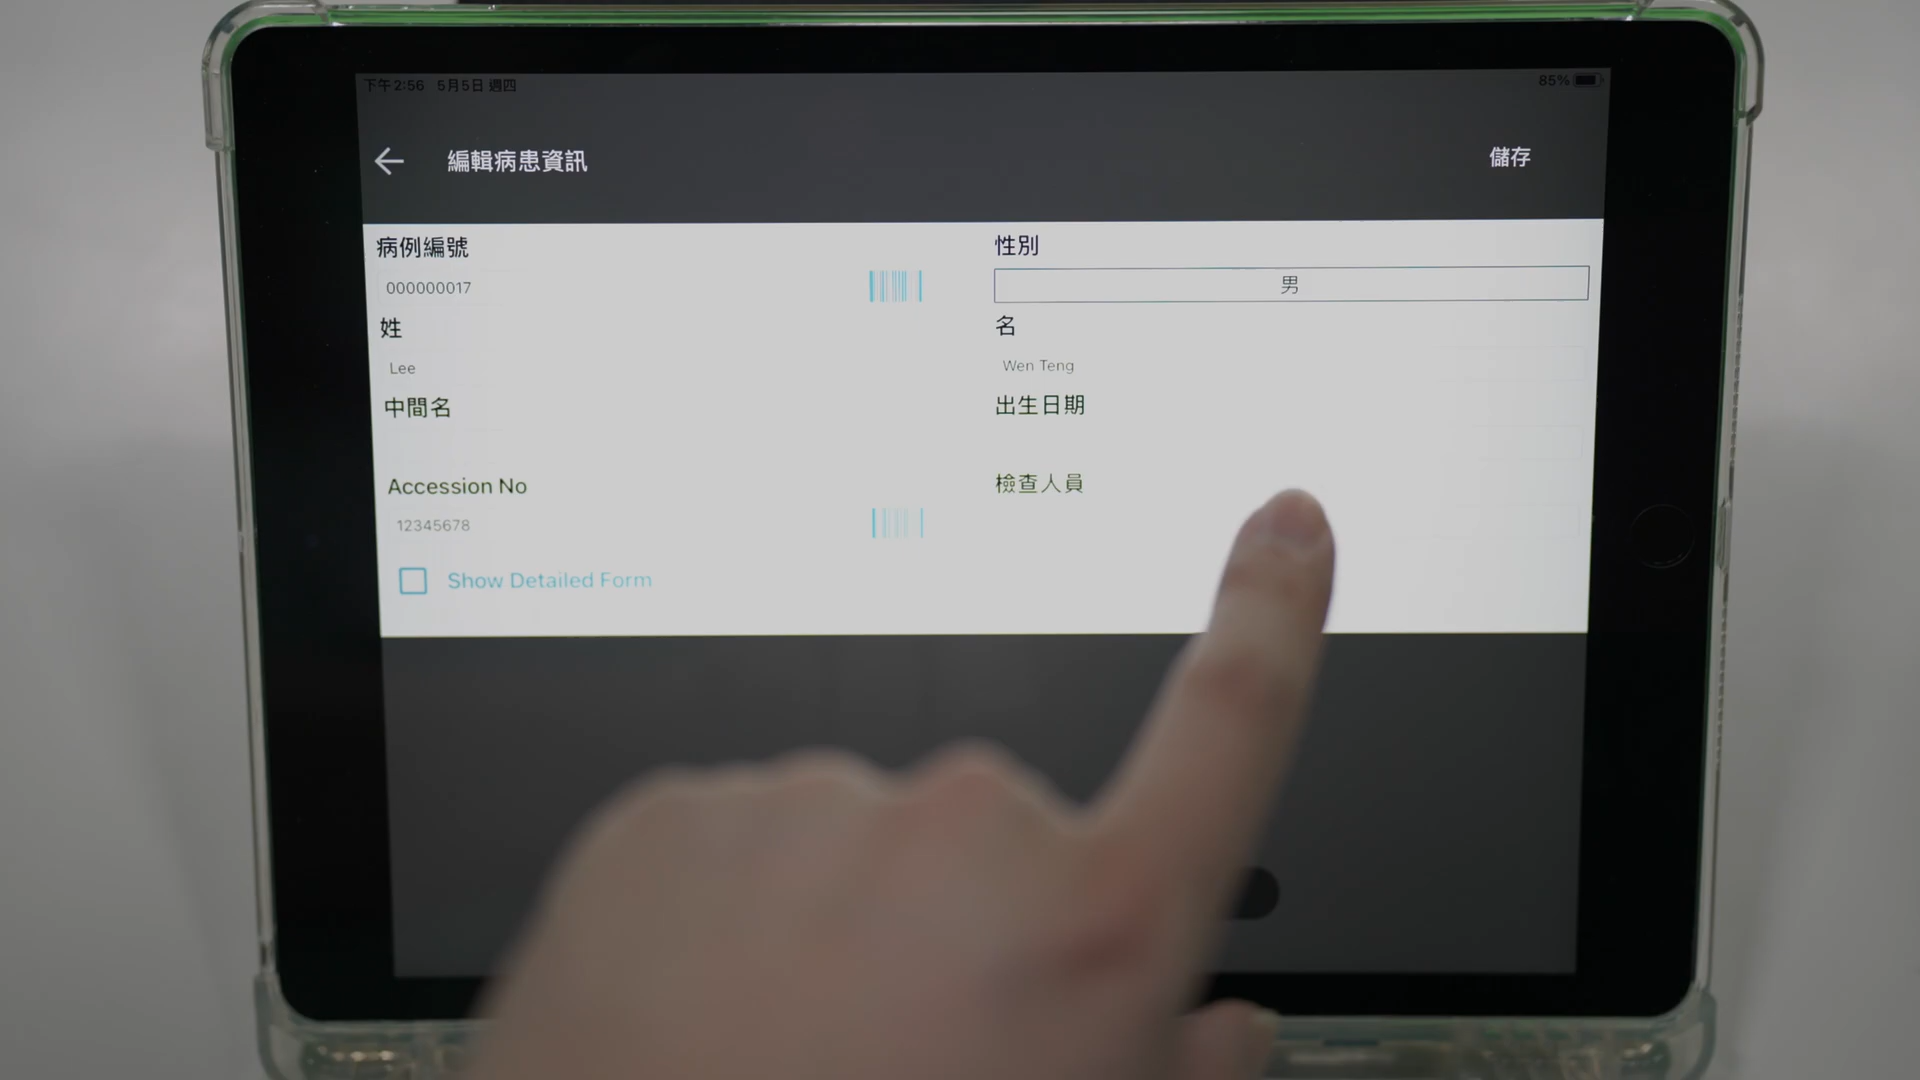 下午2:56 5月5日 週四
85%
編輯病患資訊
儲存
病例編號
性別
000000017
男
姓
名
Lee
Wen Teng
中間名
出生日期
Accession No
檢查人員
12345678
Show Detailed Form